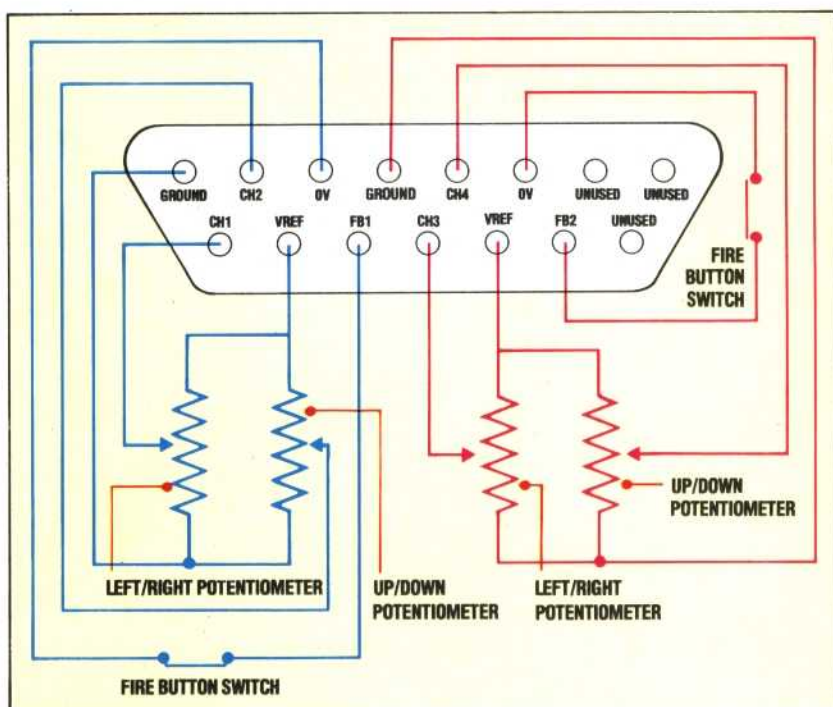 GROUND CH2 0V GROUND CH4 0V UNUSED UNUSED
CH1 VREF FB1 CH3 VREF FB2 UNUSED
FIRE
BUTTON
SWITCH
LEFT/RIGHT POTENTIOMETER
UP/DOWN
POTENTIOMETER
LEFT/RIGHT
POTENTIOMETER
UP/DOWN
POTENTIOMETER
FIRE BUTTON SWITCH